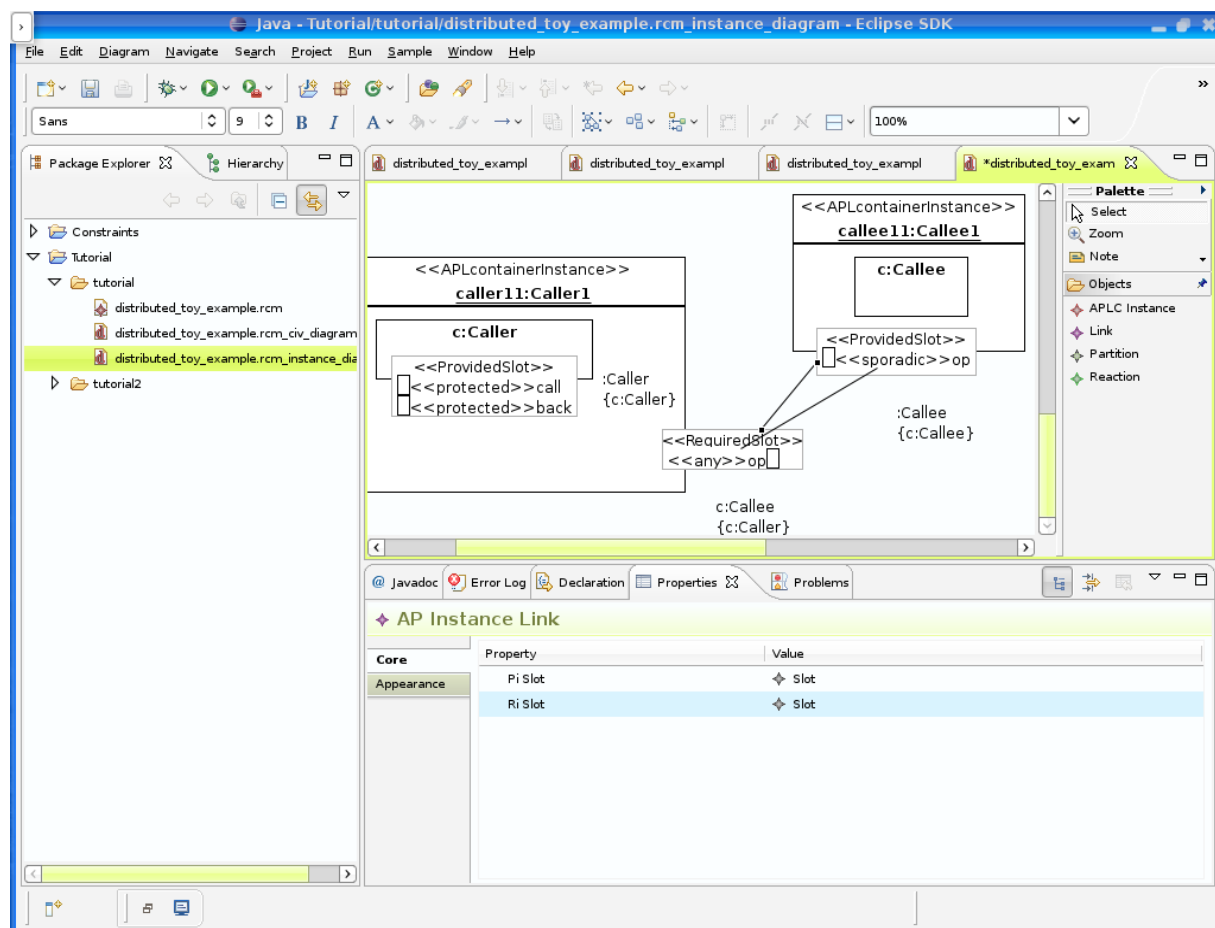 Java - Tutorial/tutorial/distributed_toy_example.rcm_instance_diagram - Eclipse SDK
File Edit Diagram Navigate Search Project Run Sample Window Help
Sans 9 B I A 100%
Package Explorer Hierarchy
Constraints
Tutorial
tutorial
distributed_toy_example.rcm
distributed_toy_example.rcm_civ_diagram
distributed_toy_example.rcm_instance_dia
tutorial2
distributed_toy_exampl distributed_toy_exampl distributed_toy_exampl *distributed_toy_exam
<<APLcontainerInstance>>
caller11:Caller1
c:Caller
<<ProvidedSlot>>
<<protected>>call
<<protected>>back
:Caller
{c:Caller}
<<APLcontainerInstance>>
callee11:Callee1
c:Callee
<<ProvidedSlot>>
<<sporadic>>op
:Callee
{c:Callee}
<<RequiredSlot>>
<<any>>op
c:Callee
{c:Caller}
Palette
Select
Zoom
Note
Objects
APLC Instance
Link
Partition
Reaction
@ Javadoc Error Log Declaration Properties Problems
AP Instance Link
Core
Appearance
Property Value
Pi Slot Slot
Ri Slot Slot